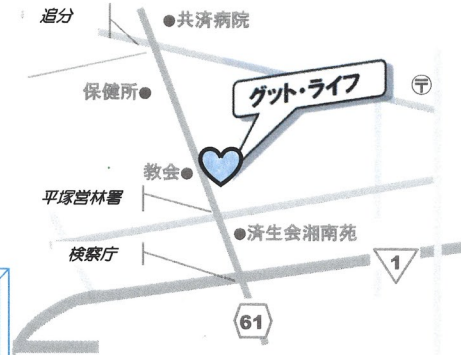 追分
●共済病院
保健所●
グット・ライフ
〒
教会●
平塚営林署
●済生会湘南苑
検察庁
1
61